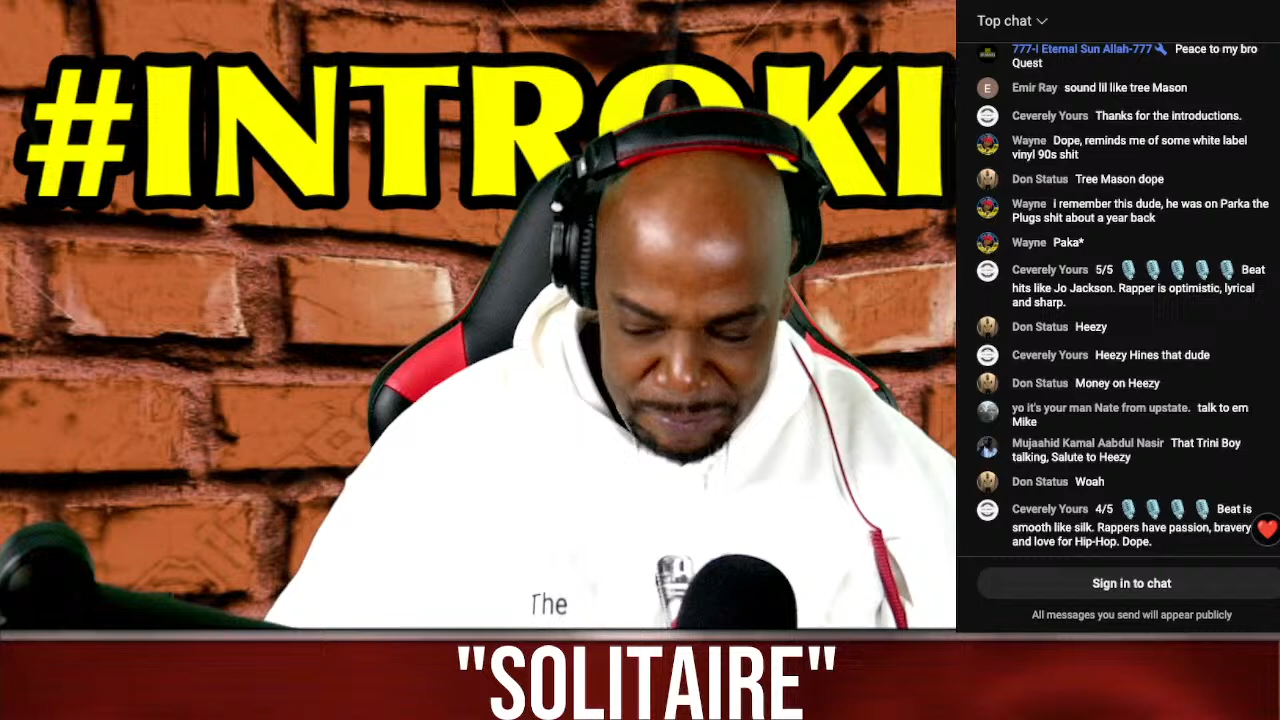 #INTROKI
The
"SOLITAIRE"
Top chat
777-I Eternal Sun Allah-777 Peace to my bro
Quest
E
Emir Ray sound lil like tree Mason
Ceverely Yours Thanks for the introductions.
Wayne Dope, reminds me of some white label
vinyl 90s shit
Don Status Tree Mason dope
Wayne i remember this dude, he was on Parka the
Plugs shit about a year back
Wayne Paka*
Ceverely Yours 5/5 🎙️ 🎙️ 🎙️ 🎙️ 🎙️ Beat
hits like Jo Jackson. Rapper is optimistic, lyrical
and sharp.
Don Status Heezy
Ceverely Yours Heezy Hines that dude
Don Status Money on Heezy
yo it's your man Nate from upstate. talk to em
Mike
Mujaahid Kamal Aabdul Nasir That Trini Boy
talking, Salute to Heezy
Don Status Woah
Ceverely Yours 4/5 🎙️ 🎙️ 🎙️ 🎙️ Beat is
smooth like silk. Rappers have passion, bravery
and love for Hip-Hop. Dope.
Sign in to chat
All messages you send will appear publicly